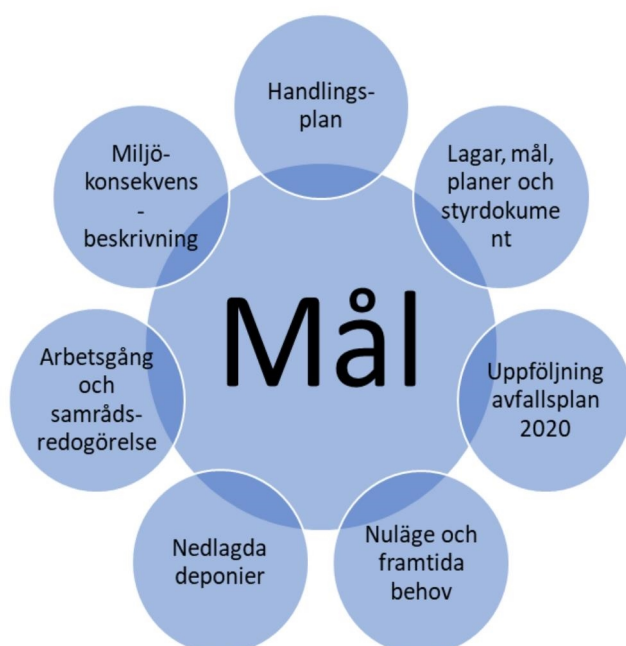 Handlings-
plan
Lagar, mål,
planer och
styrdokume
nt
Uppföljning
avfallsplan
2020
Nuläge och
framtida
behov
Nedlagda
deponier
Arbetsgång
och
samråds-
redogörelse
Miljö-
konsekvens
-
beskrivning
Mål